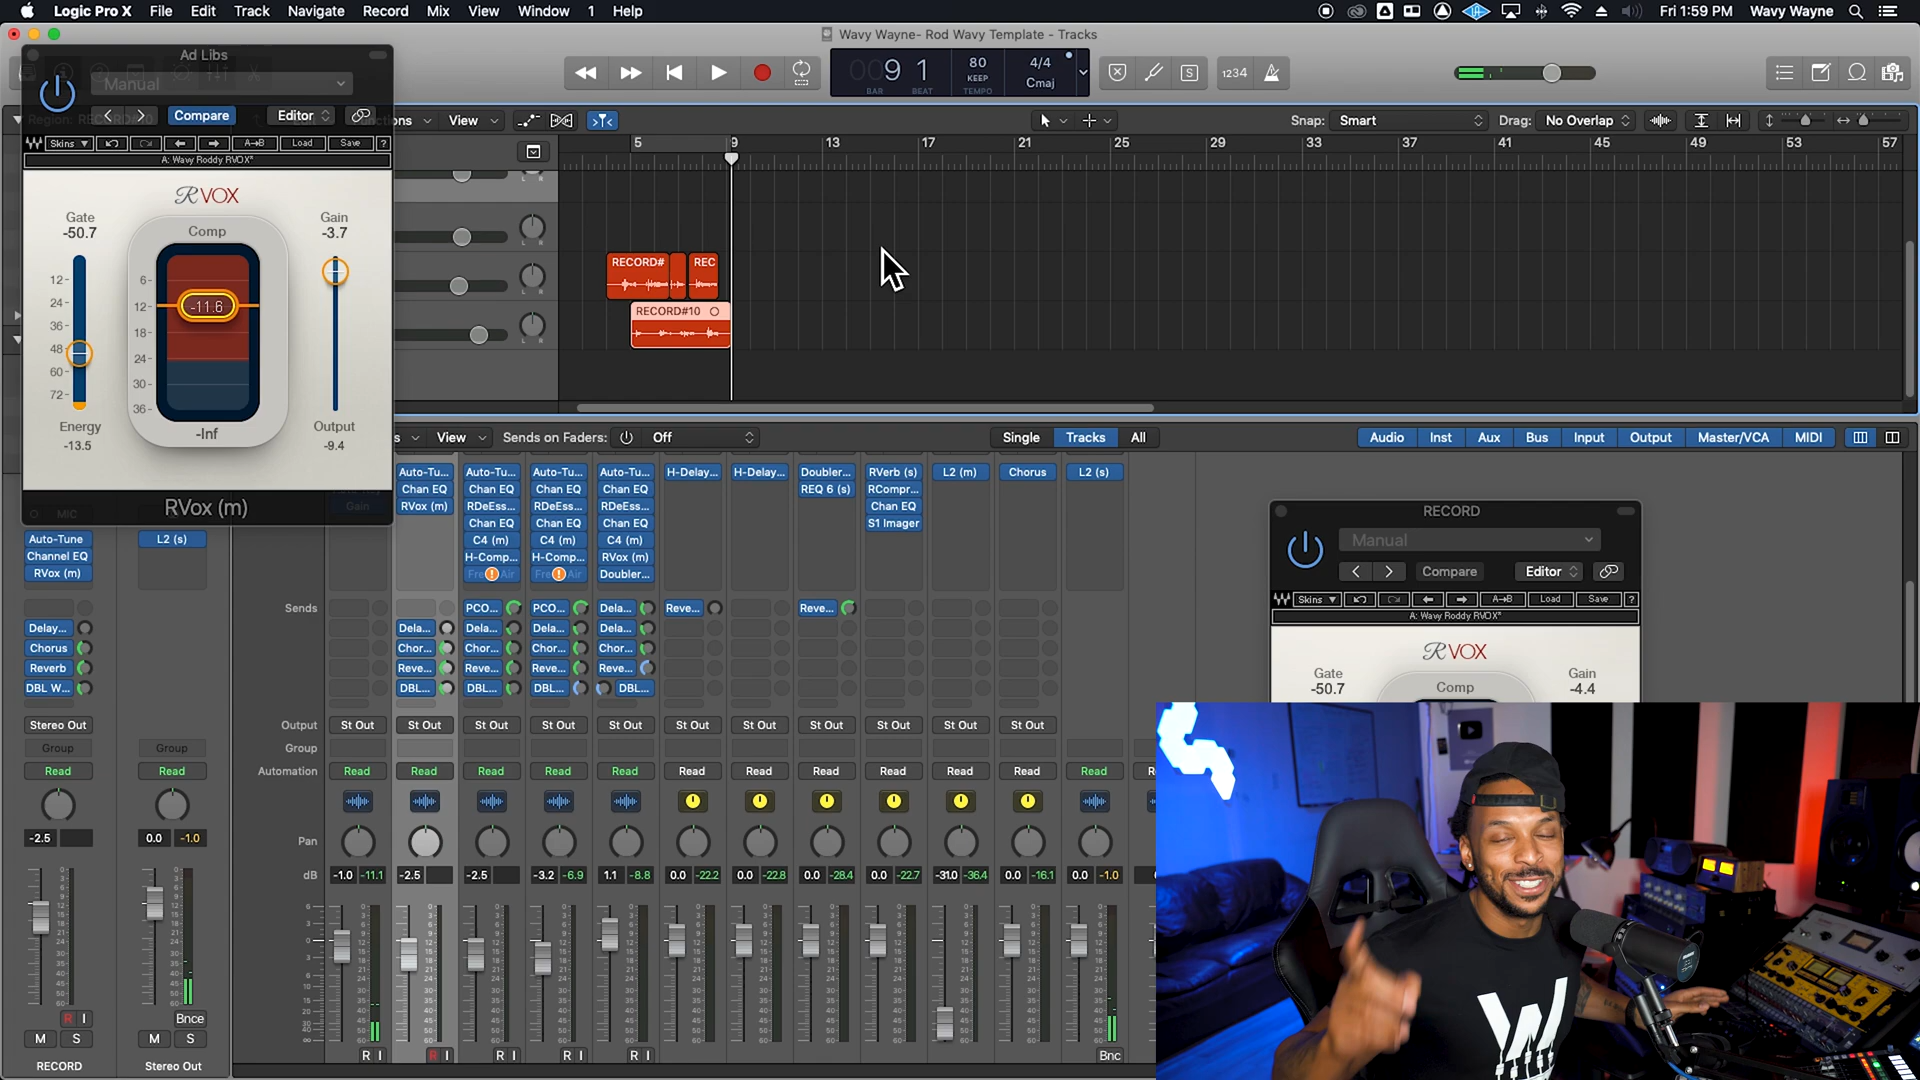 Logic Pro X File Edit Track Navigate Record Mix View Window 1 Help
Fri 1:59 PM Wavy Wayne
Wavy Wayne- Rod Wavy Template - Tracks
Ad Libs
Manual
Compare Editor
Skins A→B Load Save ?
A: Wavy Roddy RVOX*
RVOX
Gate Comp Gain
-50.7 -3.7
12 24 36 48 60 72
6 12 18 24 30 36
-11.6
-Inf
Energy Output
-13.5 -9.4
RVox (m)
009 1 80 4/4
KEEP Cmaj
BAR BEAT TEMPO
1234
View Snap: Smart Drag: No Overlap
5 9 13 17 21 25 29 33 37 41 45 49 53 57
L R
RECORD# REC
L R
RECORD#10
L R
View Sends on Faders: Off Single Tracks All Audio Inst Aux Bus Input Output Master/VCA MIDI
Auto-Tu... Auto-Tu... Auto-Tu... Auto-Tu... H-Delay... H-Delay... Doubler... RVerb (s) L2 (m) Chorus L2 (s)
Chan EQ Chan EQ Chan EQ Chan EQ REQ 6 (s) RCompr...
Gain RVox (m) RDeEss... RDeEss... RDeEss... Chan EQ
Chan EQ Chan EQ Chan EQ S1 Imager
C4 (m) C4 (m) C4 (m)
H-Comp... H-Comp... RVox (m)
Doubler...
MIC
Auto-Tune L2 (s)
Channel EQ
RVox (m)
Sends PCO... PCO... Dela... Reve... Reve...
Delay... Dela... Dela... Dela... Dela...
Chorus Chor... Chor... Chor... Chor...
Reverb Reve... Reve... Reve... Reve...
DBL W... DBL... DBL... DBL... DBL...
Stereo Out Output St Out St Out St Out St Out St Out St Out St Out St Out St Out St Out St Out
Group Group Group
Read Read Automation Read Read Read Read Read Read Read Read Read Read Read Read
Pan
-2.5 0.0 -1.0
dB -1.0 -11.1 -2.5 -2.5 -3.2 -6.9 1.1 -8.8 0.0 -22.2 0.0 -22.8 0.0 -28.4 0.0 -22.7 -31.0 -36.4 0.0 -16.1 0.0 -1.0
R I Bnce
M S M S
R I R I R I R I R I Bnc
RECORD Stereo Out
RECORD
Manual
Compare Editor
Skins A→B Load Save ?
A: Wavy Roddy RVOX*
RVOX
Gate Comp Gain
-50.7 -4.4
W